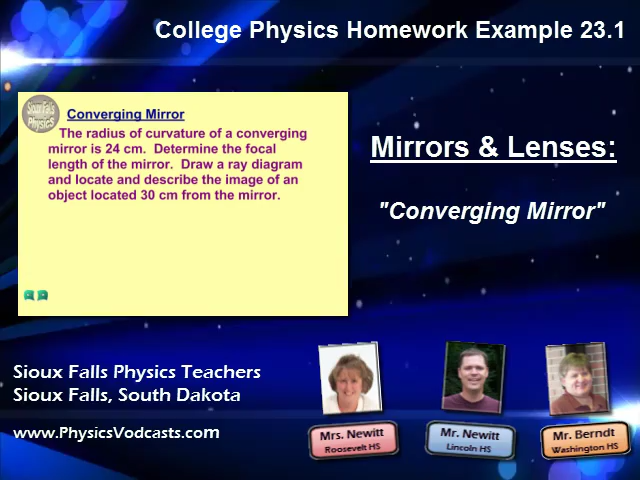 College Physics Homework Example 23.1
Sioux Falls
Physics
Converging Mirror
The radius of curvature of a converging
mirror is 24 cm. Determine the focal
length of the mirror. Draw a ray diagram
and locate and describe the image of an
object located 30 cm from the mirror.
Mirrors & Lenses:
"Converging Mirror"
Sioux Falls Physics Teachers
Sioux Falls, South Dakota
www.PhysicsVodcasts.com
Mrs. Newitt
Roosevelt HS
Mr. Newitt
Lincoln HS
Mr. Berndt
Washington HS